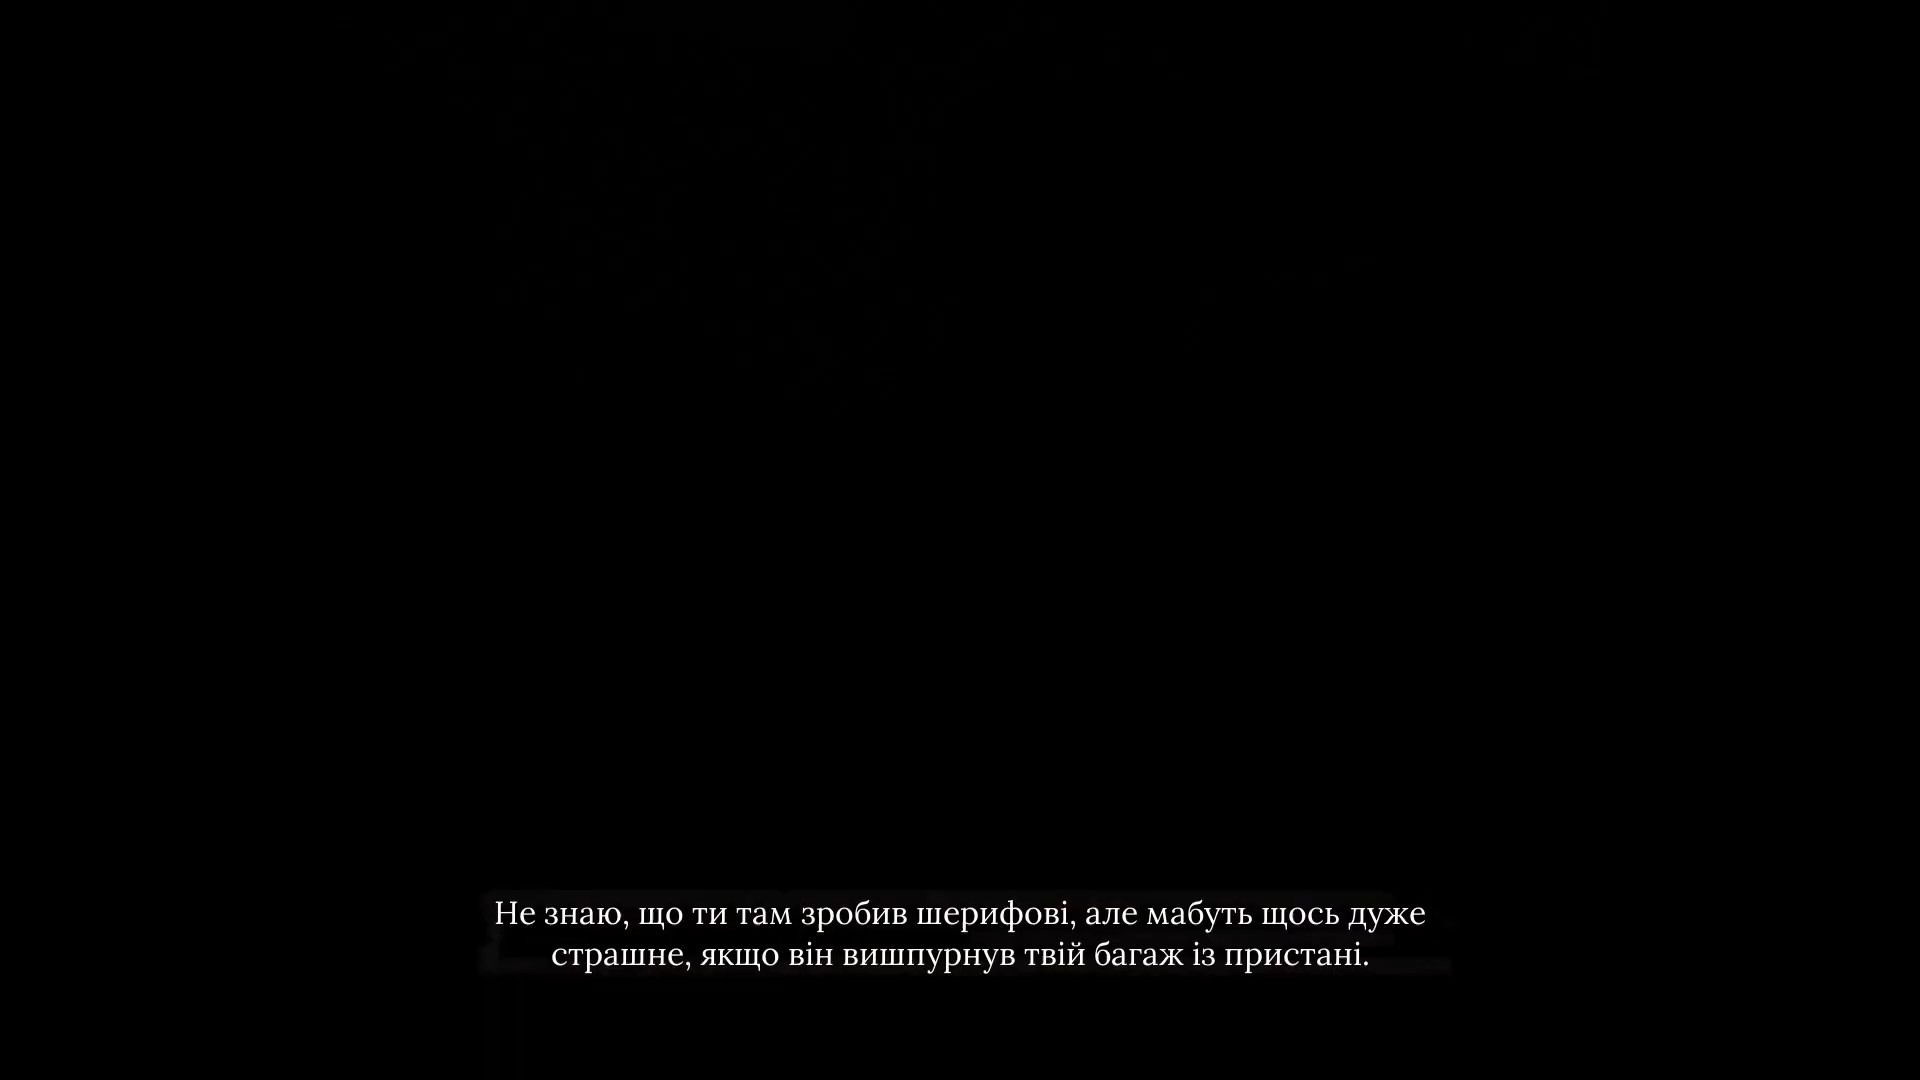 Не знаю, що ти там зробив шерифові, але мабуть щось дуже
страшне, якщо він вишпурнув твій багаж із пристані.